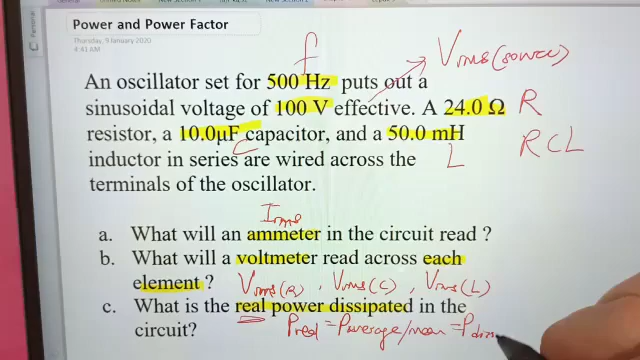 Power and Power Factor
Thursday, 9 January 2020
4:41 AM
f
Vrms (source)
An oscillator set for 500 Hz puts out a
sinusoidal voltage of 100 V effective. A 24.0 Ω R
resistor, a 10.0μF capacitor, and a 50.0 mH RCL
C
inductor in series are wired across the L
terminals of the oscillator.
Irms
a. What will an ammeter in the circuit read ?
b. What will a voltmeter read across each
element ? Vrms(R) , Vrms(C) , Vrms(L)
c. What is the real power dissipated in the
circuit? Preal = Paverage/mean = Pdiss